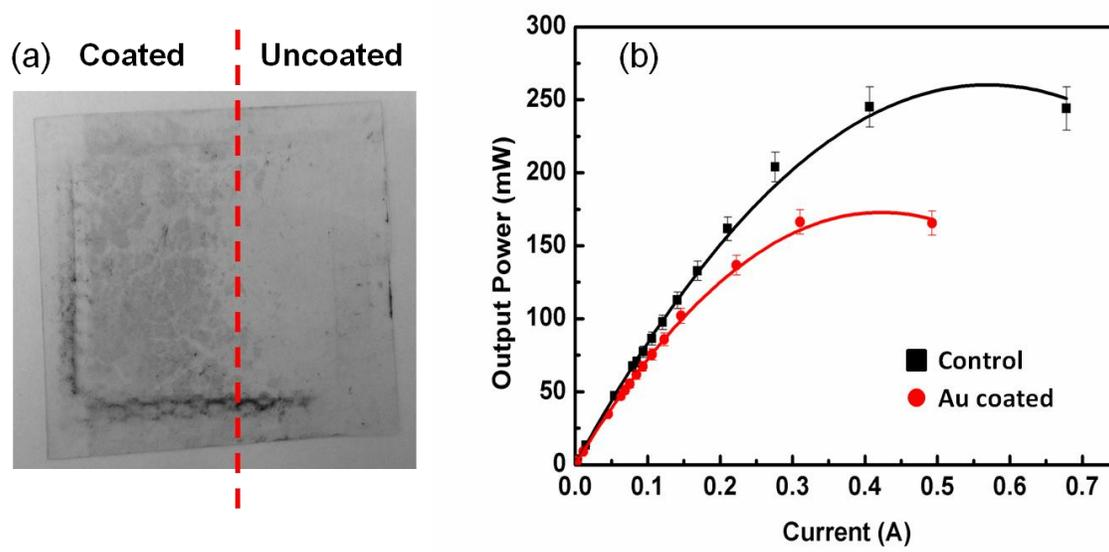 (a) Coated Uncoated
(b)
Output Power (mW)
300
250
200
150
100
50
0
0.0 0.1 0.2 0.3 0.4 0.5 0.6 0.7
Current (A)
Control
Au coated